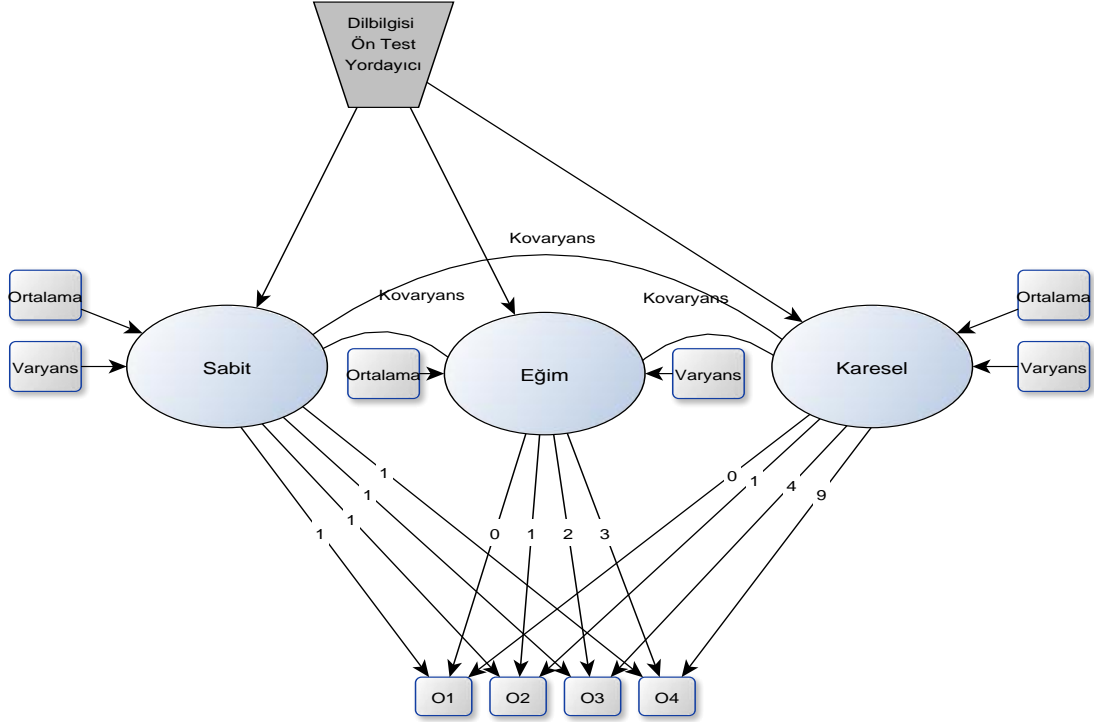 Dilbilgisi
Ön Test
Yordayıcı
Kovaryans
Kovaryans
Kovaryans
Ortalama
Ortalama
Varyans
Sabit
Ortalama
Eğim
Varyans
Karesel
Varyans
1
1
1
1
0
1
2
3
0
1
4
9
O1
O2
O3
O4